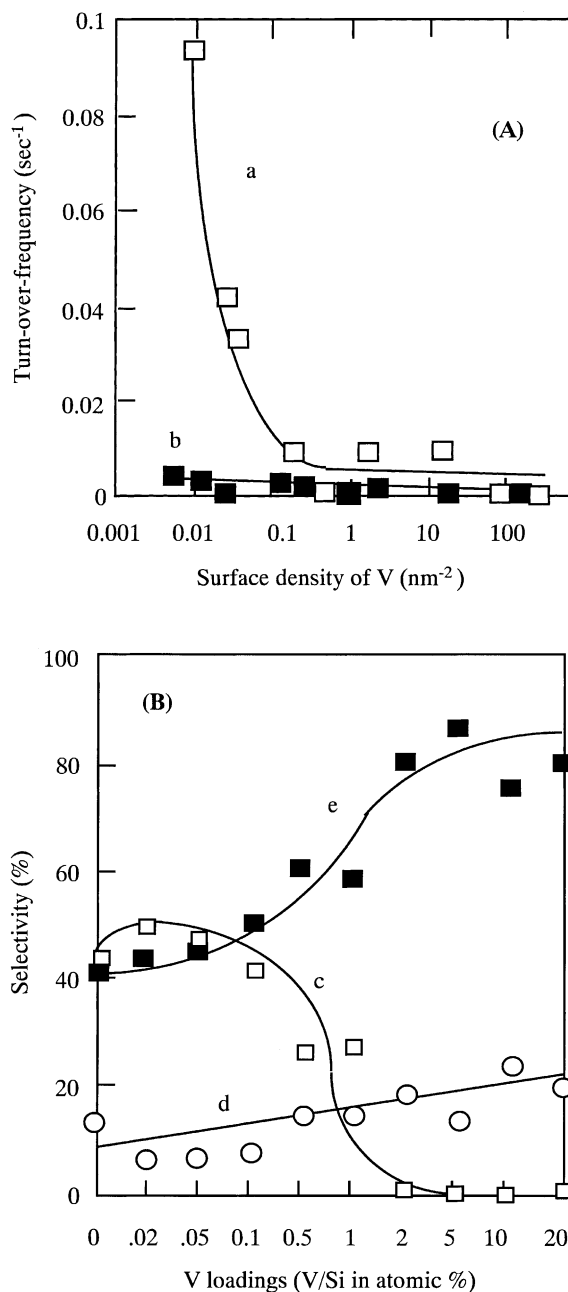 0.1
0.08
0.06
0.04
0.02
0
Turn-over-frequency (sec-1)
(A)
a
b
0.001 0.01 0.1 1 10 100
Surface density of V (nm-2)
100
80
60
40
20
0
Selectivity (%)
(B)
e
c
d
0 .02 .05 0.1 0.5 1 2 5 10 20
V loadings (V/Si in atomic %)